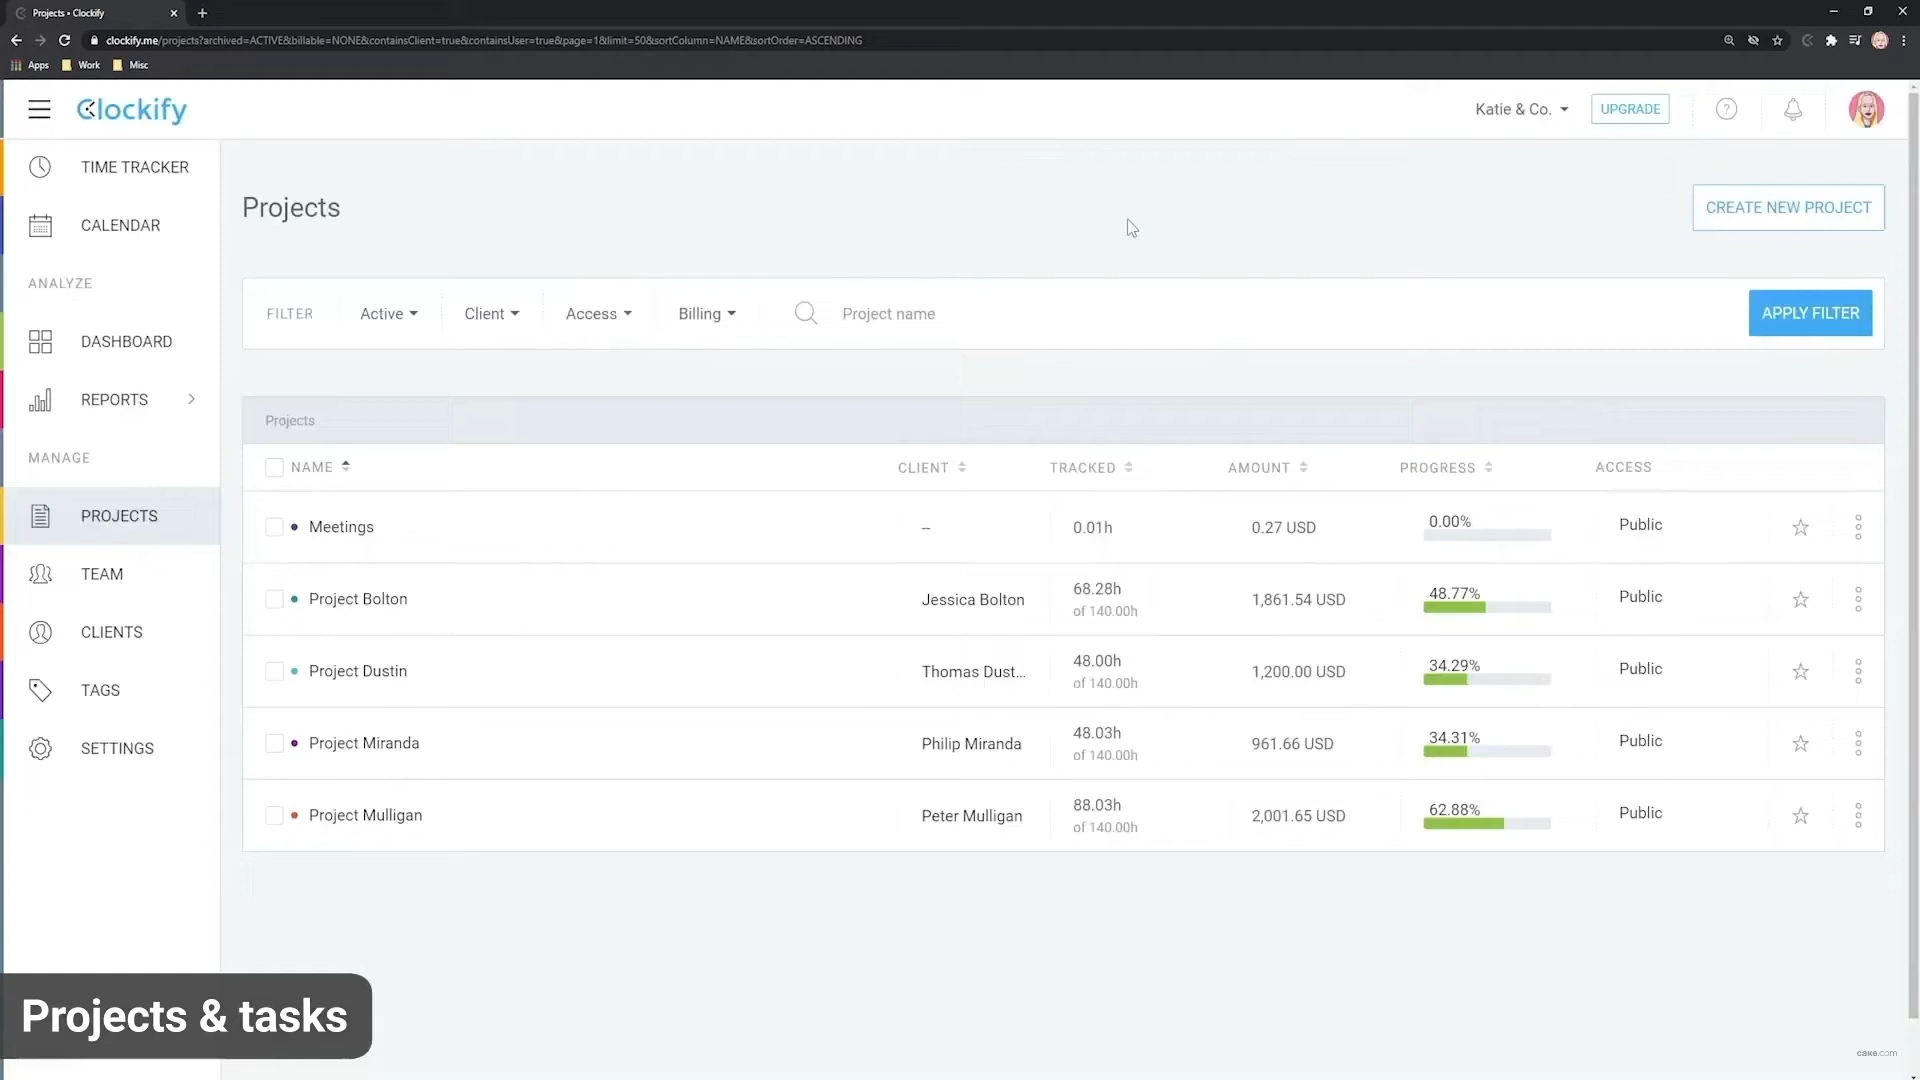 Projects • Clockify
clockify.me/projects?archived=ACTIVE&billable=NONE&containsClient=true&containsUser=true&page=1&limit=50&sortColumn=NAME&sortOrder=ASCENDING
Apps Work Misc
Clockify Katie & Co. UPGRADE
TIME TRACKER
CALENDAR
ANALYZE
DASHBOARD
REPORTS
MANAGE
PROJECTS
TEAM
CLIENTS
TAGS
SETTINGS
Projects CREATE NEW PROJECT
FILTER Active Client Access Billing Project name APPLY FILTER
Projects
NAME CLIENT TRACKED AMOUNT PROGRESS ACCESS
Meetings – 0.01h 0.27 USD 0.00% Public
Project Bolton Jessica Bolton 68.28h of 140.00h 1,861.54 USD 48.77% Public
Project Dustin Thomas Dust... 48.00h of 140.00h 1,200.00 USD 34.29% Public
Project Miranda Philip Miranda 48.03h of 140.00h 961.66 USD 34.31% Public
Project Mulligan Peter Mulligan 88.03h of 140.00h 2,001.65 USD 62.88% Public
Projects & tasks
cake.com